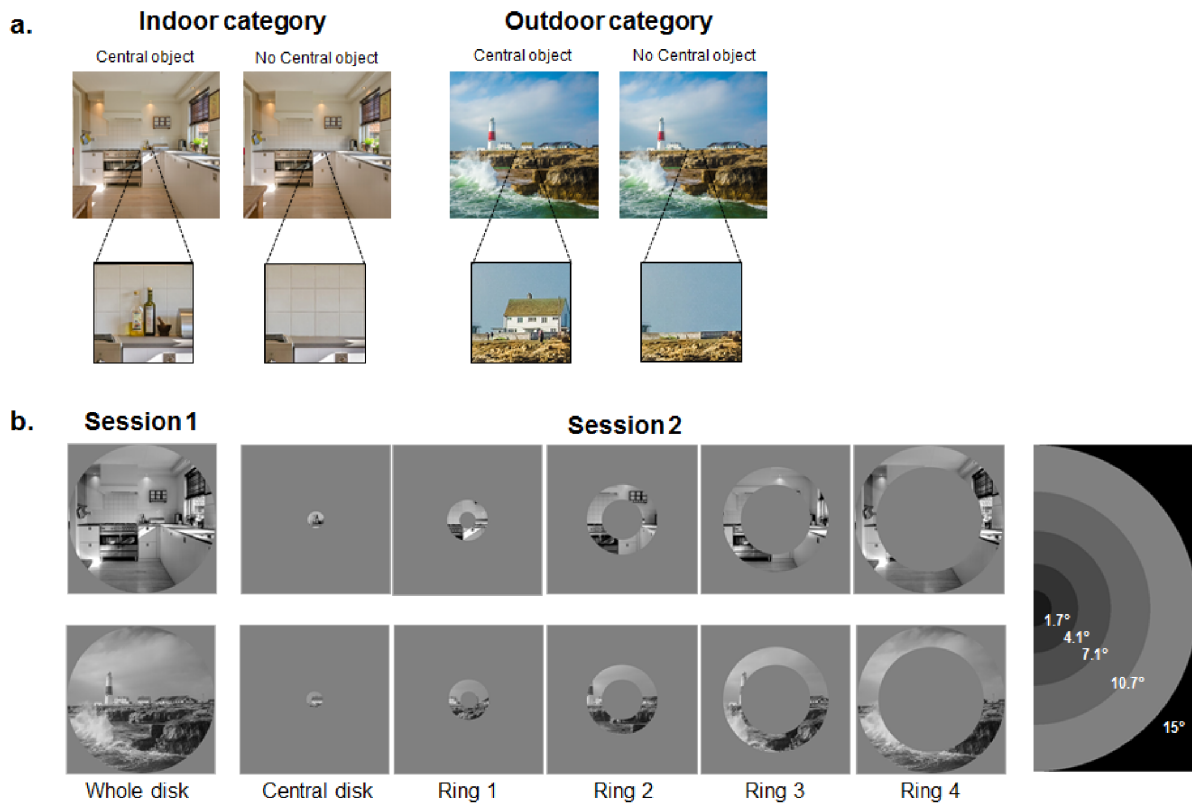 a.
Indoor category
Outdoor category
Central object
No Central object
Central object
No Central object
b.
Session 1
Session 2
1.7°
4.1°
7.1°
10.7°
15°
Whole disk
Central disk
Ring 1
Ring 2
Ring 3
Ring 4